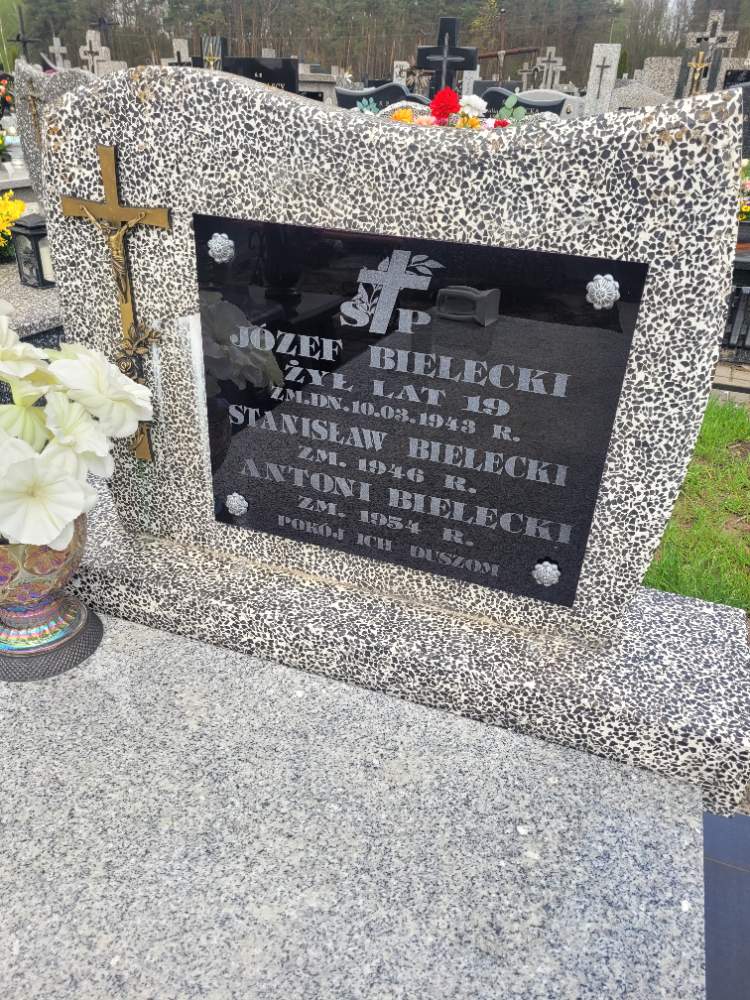 Ś P
JÓZEF BIELECKI
ŻYŁ LAT 19
ZM.DN.10.03.1943 R.
STANISŁAW BIELECKI
ZM. 1946 R.
ANTONI BIELECKI
ZM. 1954 R.
POKÓJ ICH DUSZOM